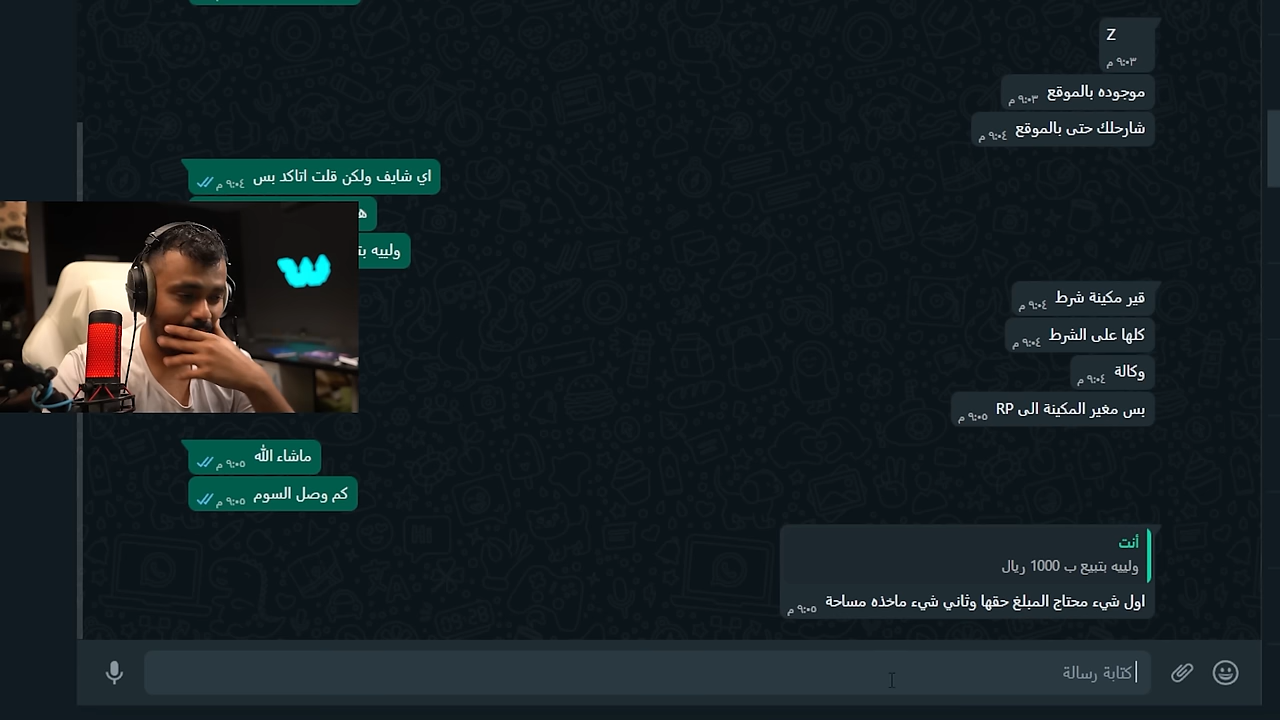 Z
٩:٠٣ م
موجوده بالموقع ٩:٠٣ م
شارحلك حتى بالموقع ٩:٠٤ م
اي شايف ولكن قلت اتاكد بس ٩:٠٤ م
ولييه
قير مكينة شرط ٩:٠٤ م
كلها على الشرط ٩:٠٤ م
وكالة ٩:٠٤ م
بس مغير المكينة الى RP ٩:٠٥ م
ماشاء الله ٩:٠٥ م
كم وصل السوم ٩:٠٥ م
أنت
ولييه بتبيع ب 1000 ريال
اول شيء محتاج المبلغ حقها وثاني شيء ماخذه مساحة ٩:٠٥ م
كتابة رسالة